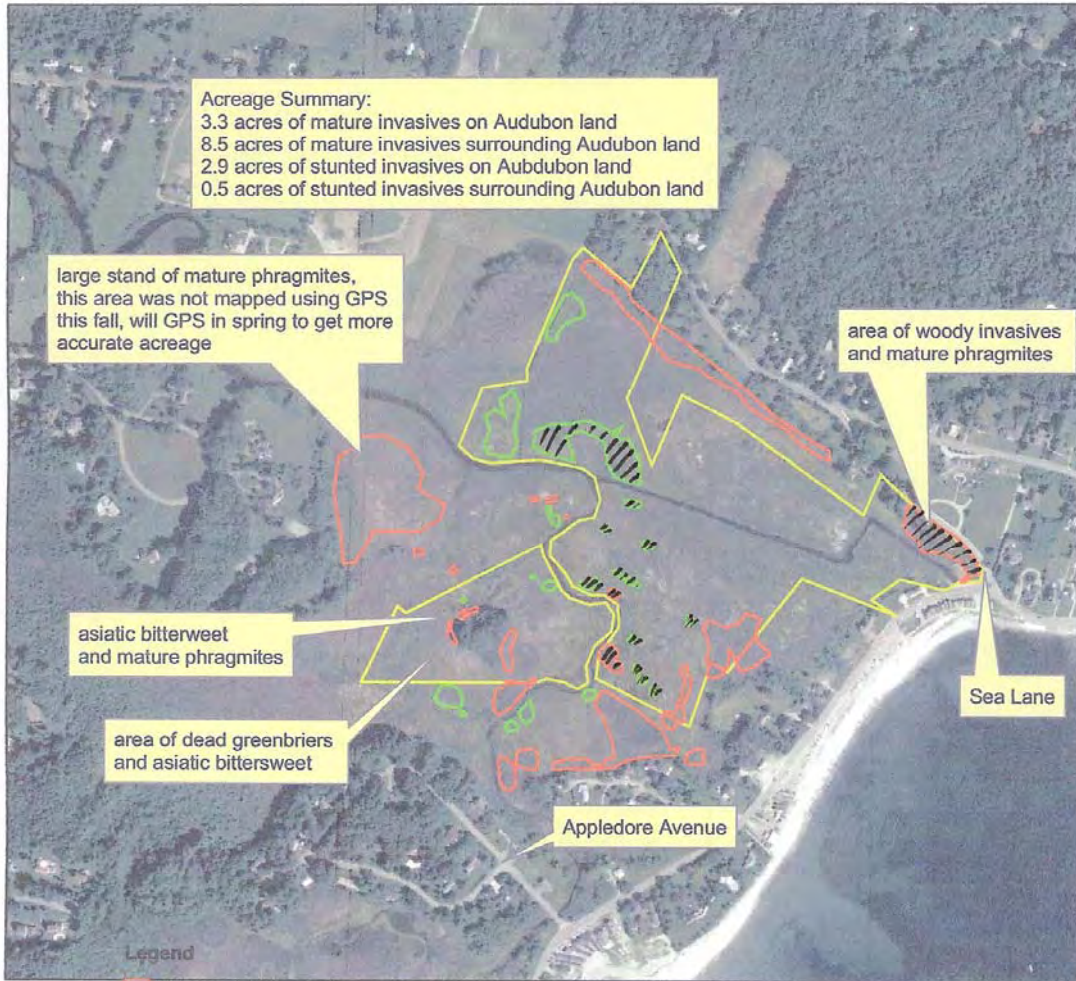 Acreage Summary:
3.3 acres of mature invasives on Audubon land
8.5 acres of mature invasives surrounding Audubon land
2.9 acres of stunted invasives on Aubdubon land
0.5 acres of stunted invasives surrounding Audubon land
large stand of mature phragmites,
this area was not mapped using GPS
this fall, will GPS in spring to get more
accurate acreage
area of woody invasives
and mature phragmites
asiatic bitterweet
and mature phragmites
Sea Lane
area of dead greenbriers
and asiatic bittersweet
Appledore Avenue
Legend